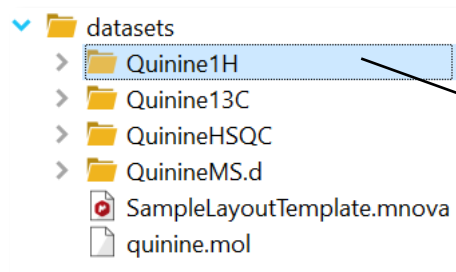 datasets
Quinine1H
Quinine13C
QuinineHSQC
QuinineMS.d
SampleLayoutTemplate.mnova
quinine.mol